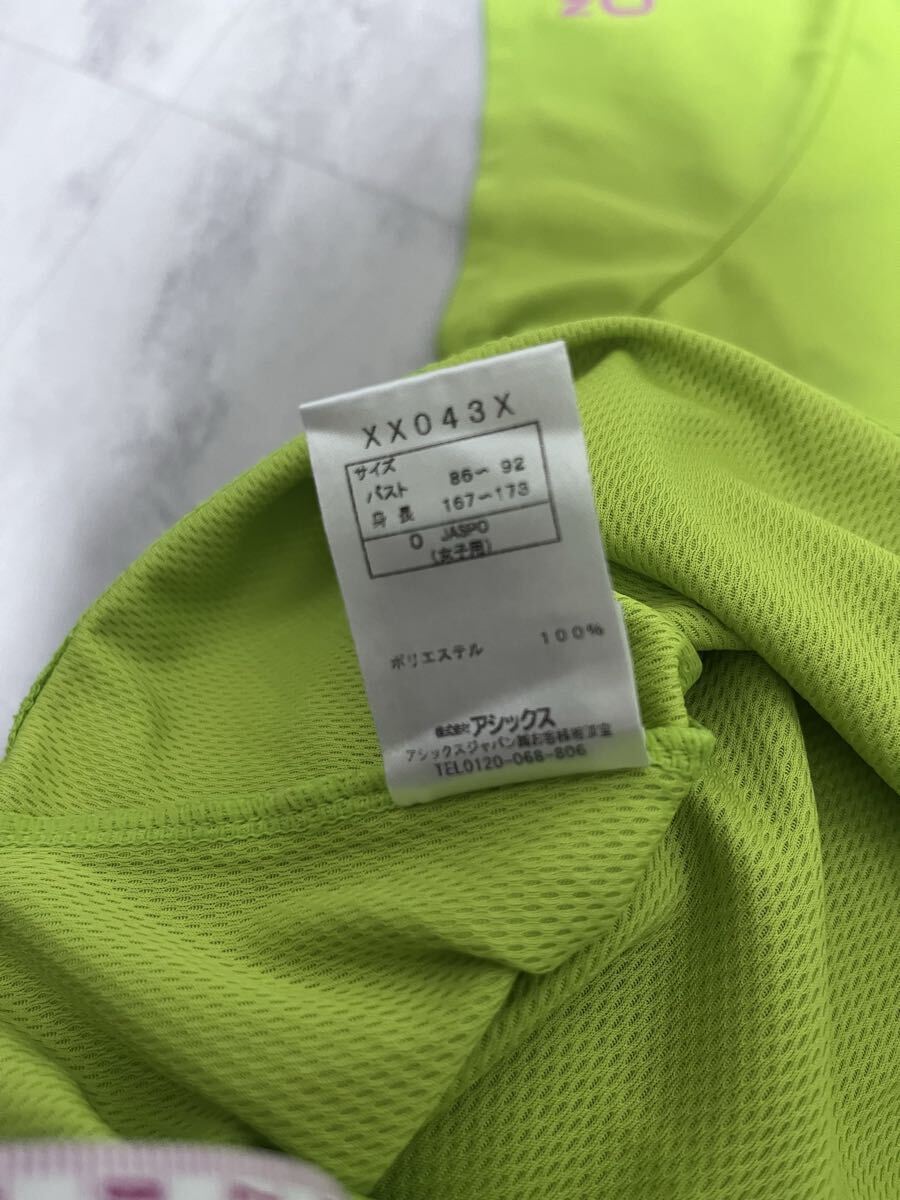 XX043X
サイズ
バスト 86～ 92
身 長 167～173
O JASPO
(女子用)
ポリエステル 100%
株式会社アシックス
アシックスジャパン㈱お客様相談室
TEL0120-068-806